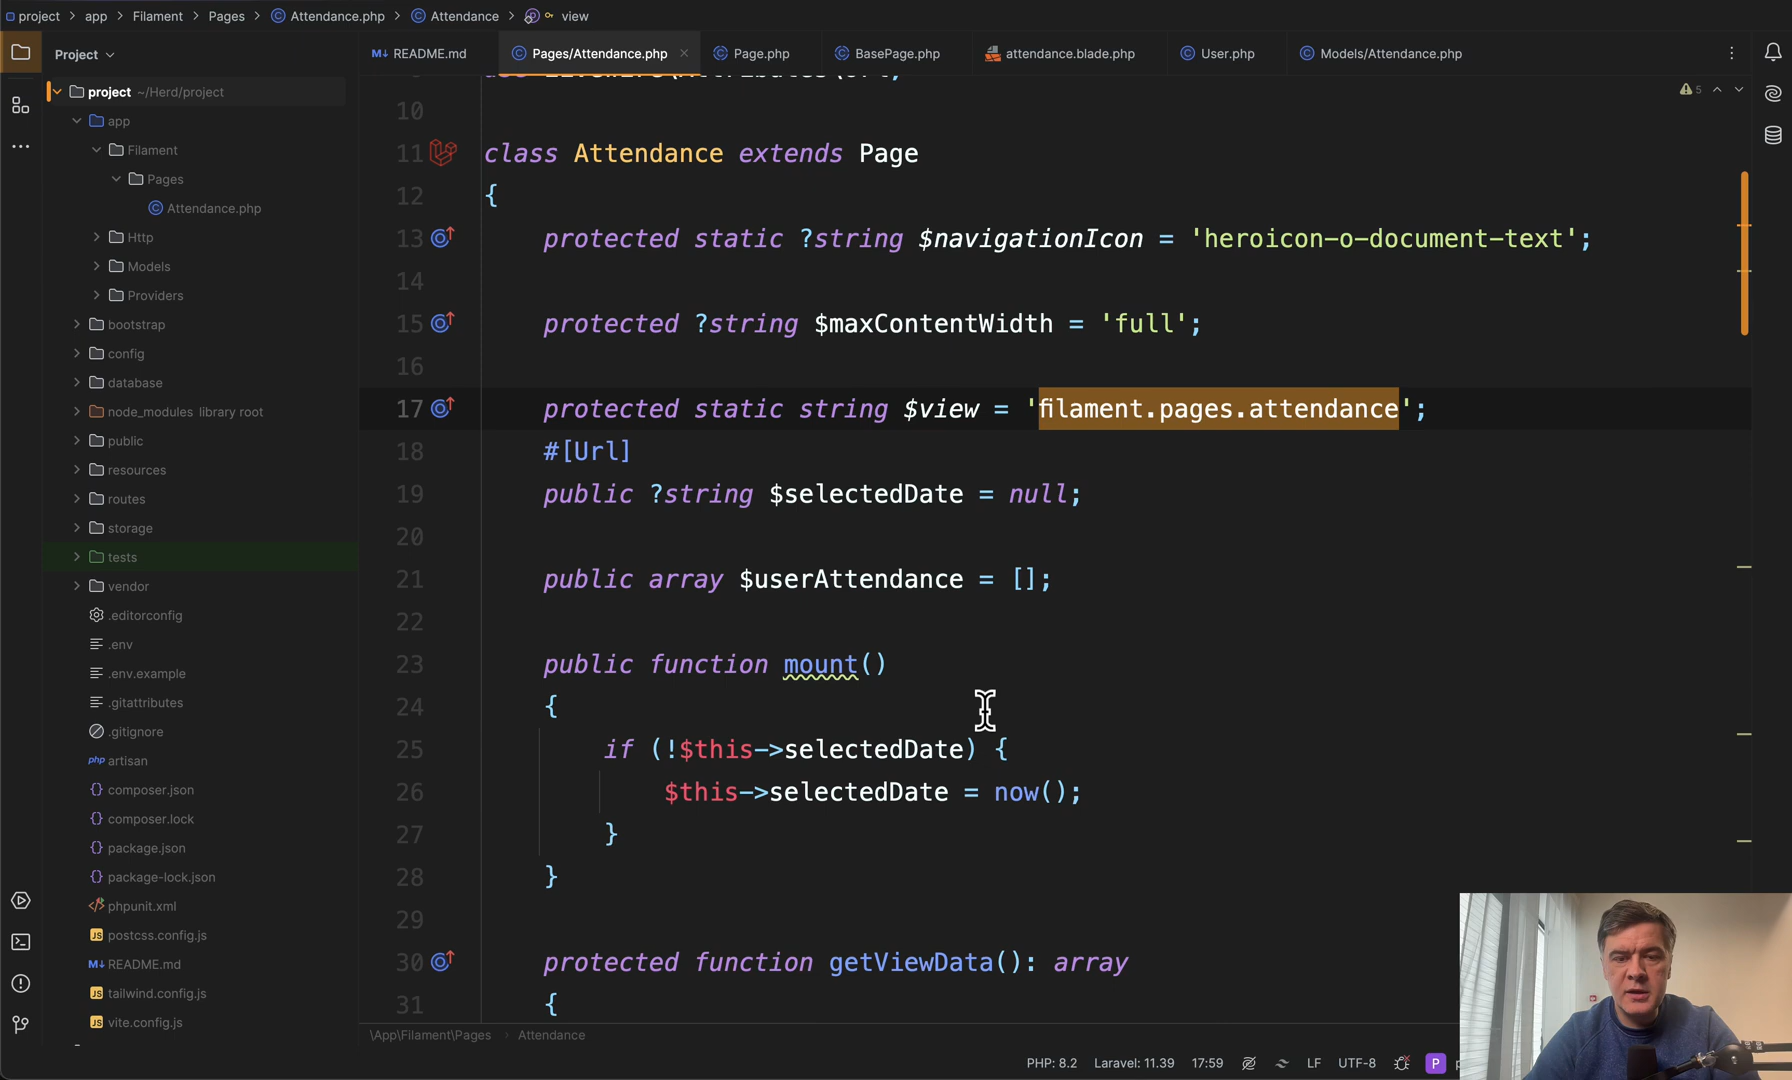 project > app > Filament > Pages > Attendance.php > Attendance > view
Project
README.md
Pages/Attendance.php
Page.php
BasePage.php
attendance.blade.php
User.php
Models/Attendance.php
project ~/Herd/project
app
Filament
Pages
Attendance.php
Http
Models
Providers
bootstrap
config
database
node_modules library root
public
resources
routes
storage
tests
vendor
.editorconfig
.env
.env.example
.gitattributes
.gitignore
php artisan
composer.json
composer.lock
package.json
package-lock.json
phpunit.xml
JS postcss.config.js
M↓ README.md
JS tailwind.config.js
JS vite.config.js
5
10
11 class Attendance extends Page
12 {
13 protected static ?string $navigationIcon = 'heroicon-o-document-text';
14
15 protected ?string $maxContentWidth = 'full';
16
17 protected static string $view = 'filament.pages.attendance';
18 #[Url]
19 public ?string $selectedDate = null;
20
21 public array $userAttendance = [];
22
23 public function mount()
24 {
25 if (!$this->selectedDate) {
26 $this->selectedDate = now();
27 }
28 }
29
30 protected function getViewData(): array
31 {
\App\Filament\Pages > Attendance
PHP: 8.2 Laravel: 11.39 17:59 LF UTF-8 P